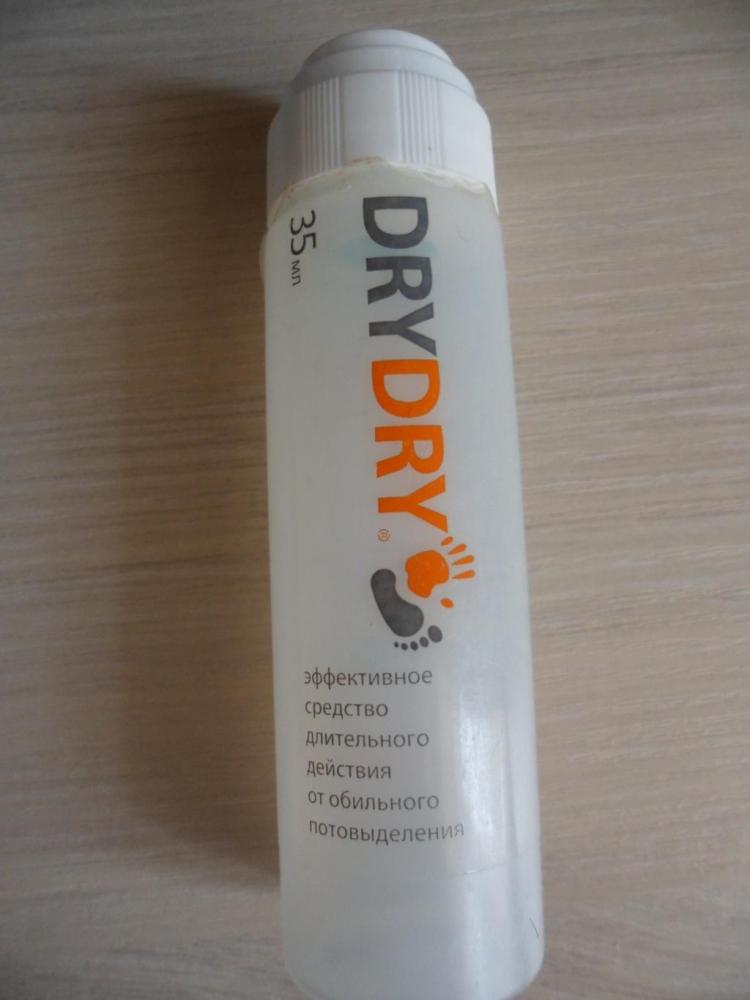 35 мл
DRYDRY®
эффективное
средство
длительного
действия
от обильного
потовыделения